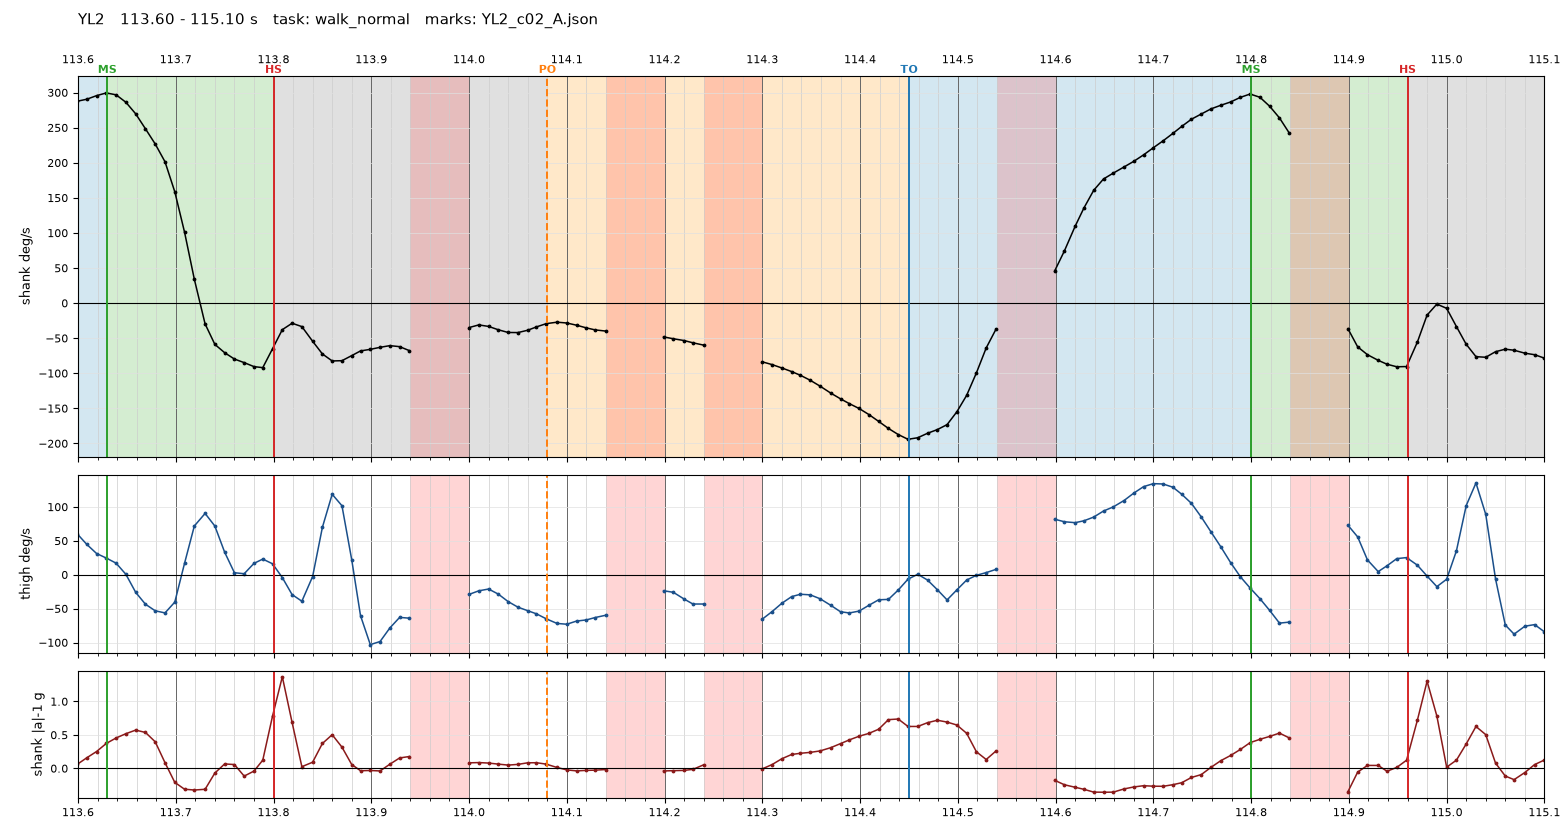 YL2   113.60 - 115.10 s   task: walk_normal   marks: YL2_c02_A.json
113.6 113.7 113.8 113.9 114.0 114.1 114.2 114.3 114.4 114.5 114.6 114.7 114.8 114.9 115.0 115.1
MS HS PO TO MS HS
shank deg/s
300
250
200
150
100
50
0
−50
−100
−150
−200
thigh deg/s
100
50
0
−50
−100
shank |a|-1 g
1.0
0.5
0.0
113.6 113.7 113.8 113.9 114.0 114.1 114.2 114.3 114.4 114.5 114.6 114.7 114.8 114.9 115.0 115.1